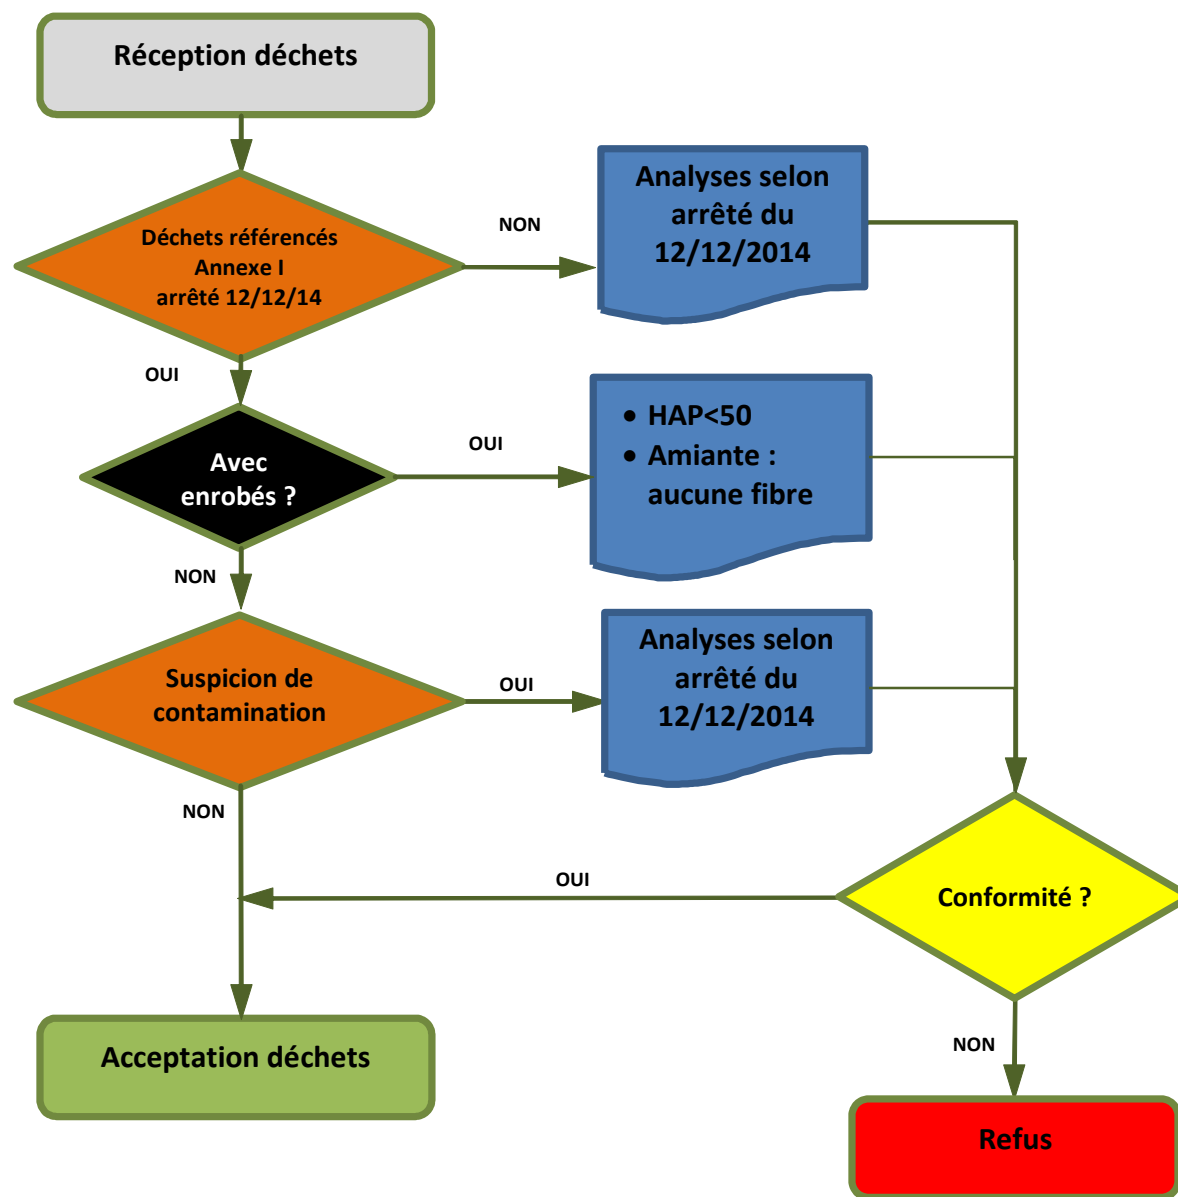 Réception déchets
Déchets référencés
Annexe I
arrêté 12/12/14
NON
Analyses selon
arrêté du
12/12/2014
OUI
Avec
enrobés ?
OUI
• HAP<50
• Amiante :
aucune fibre
NON
Suspicion de
contamination
OUI
Analyses selon
arrêté du
12/12/2014
NON
OUI
Conformité ?
Acceptation déchets
NON
Refus